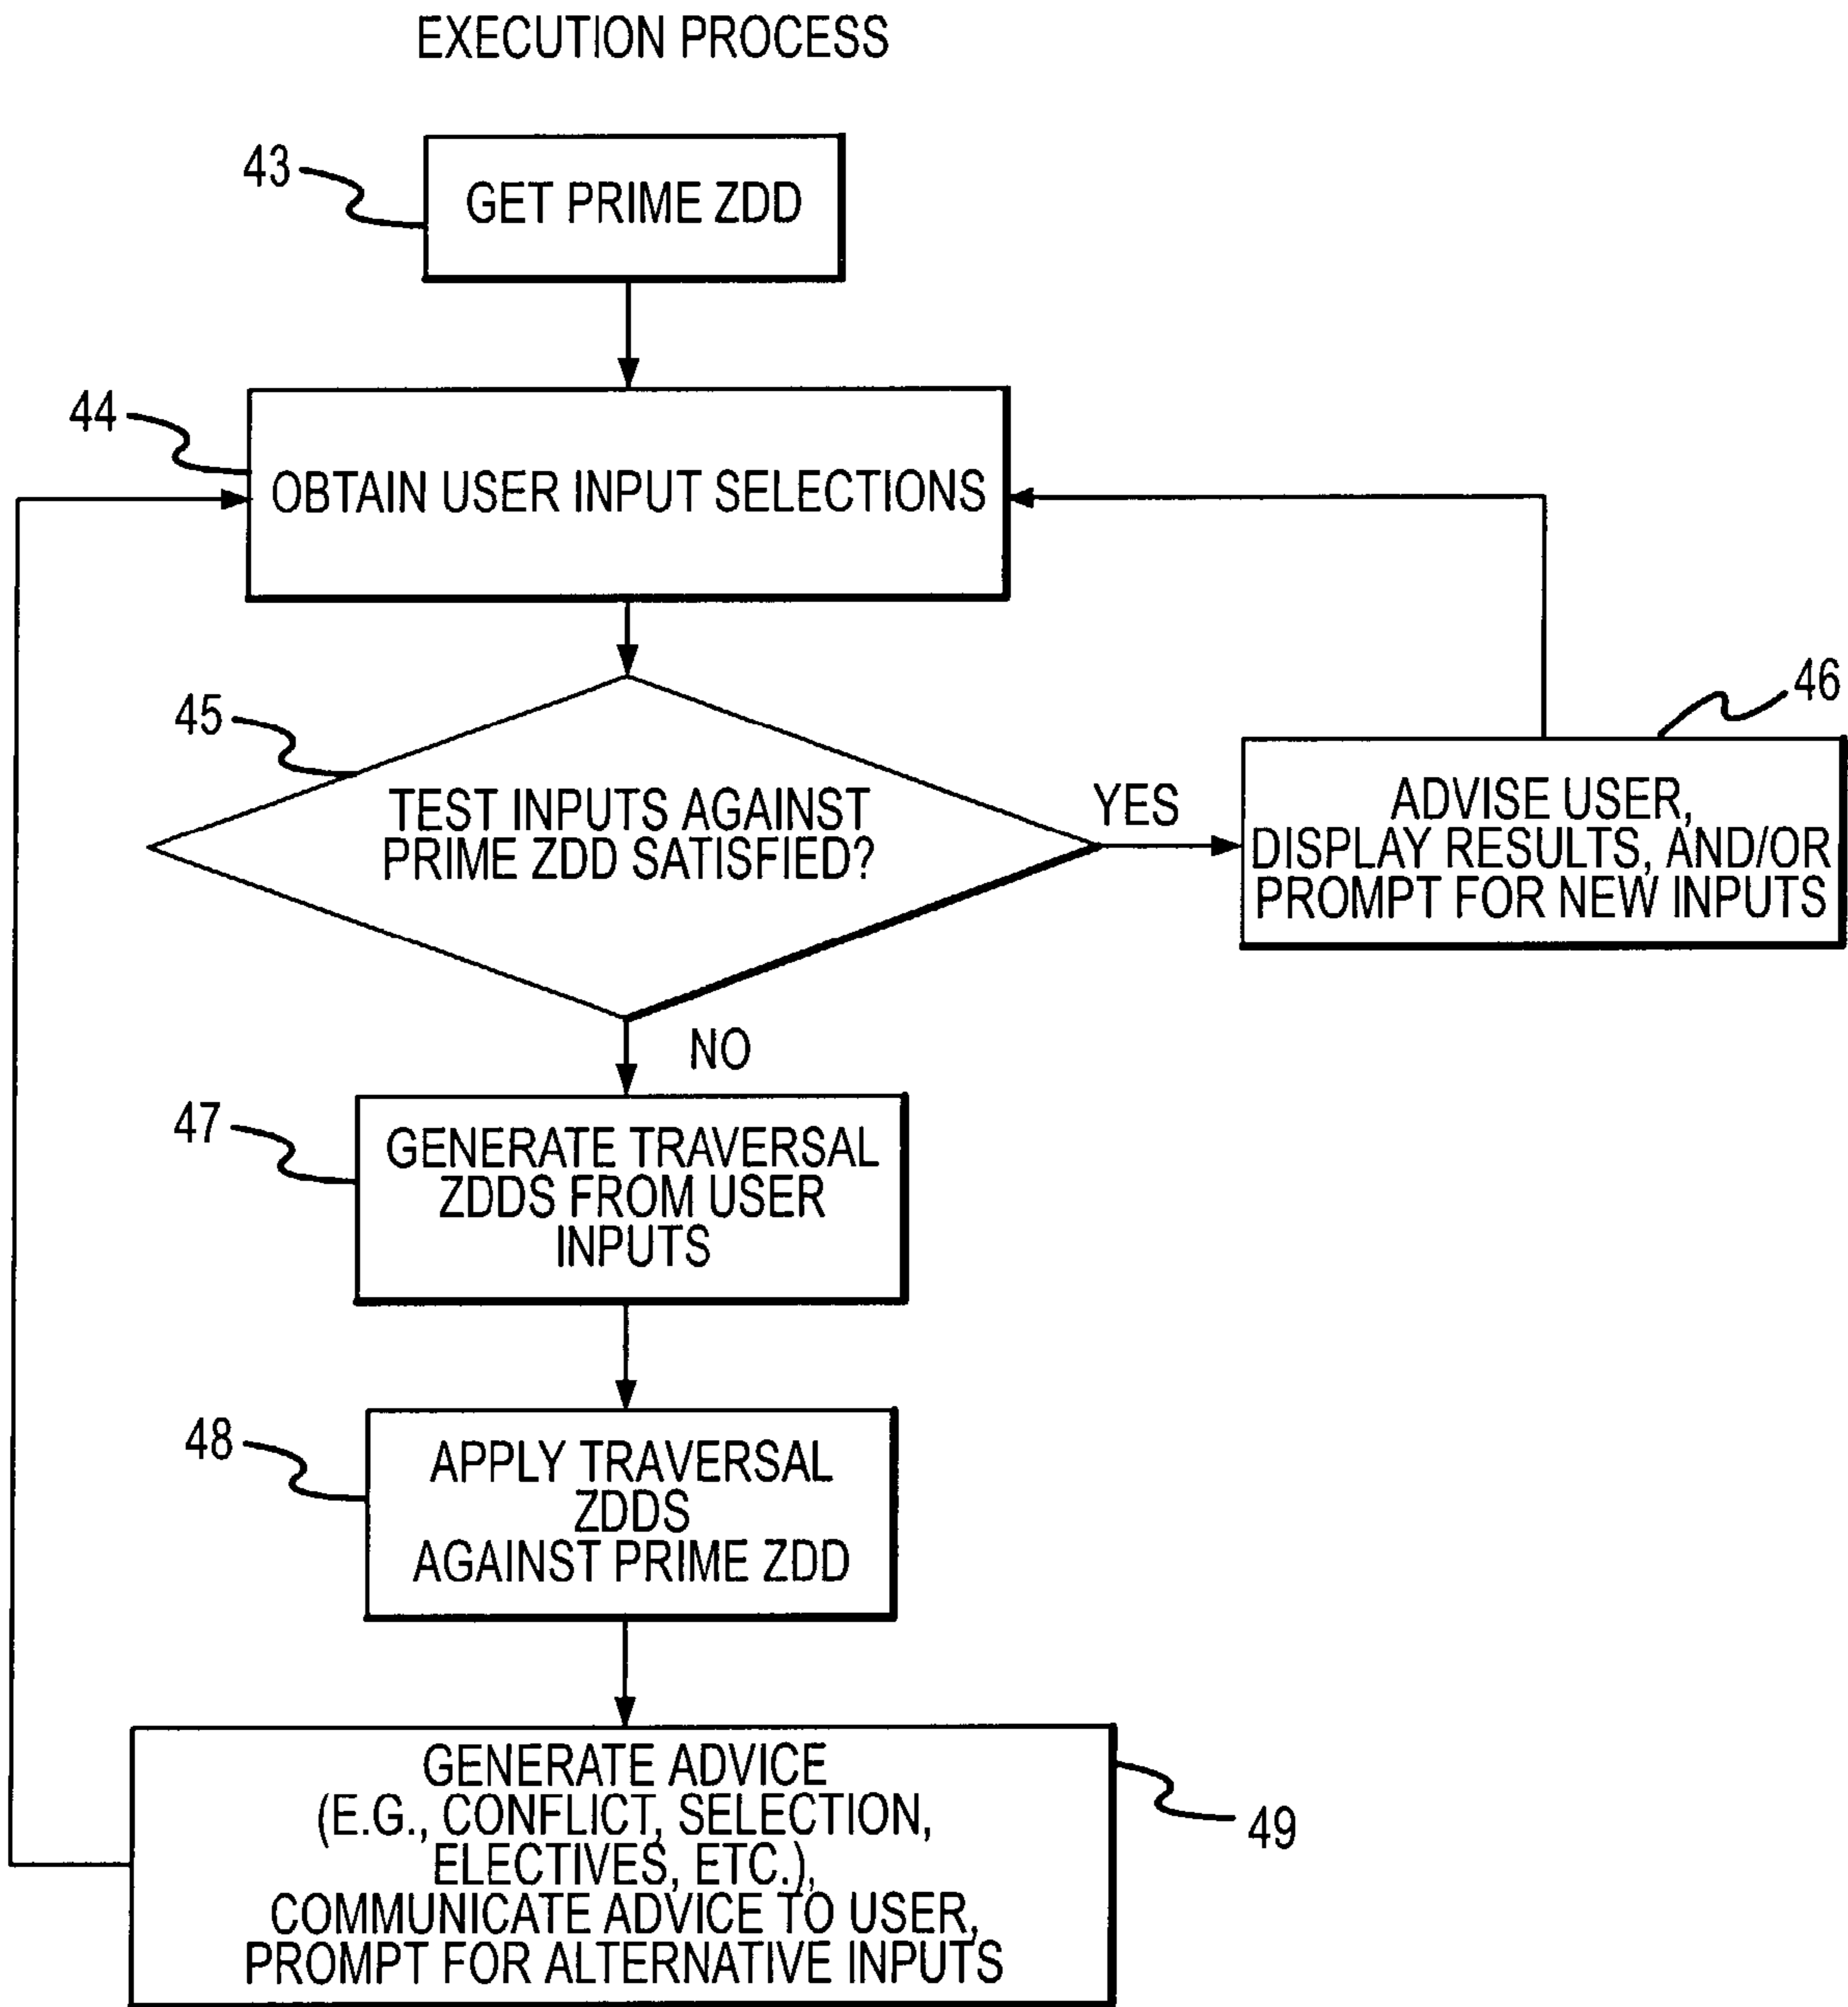 EXECUTION PROCESS
43
GET PRIME ZDD
44
OBTAIN USER INPUT SELECTIONS
45
TEST INPUTS AGAINST
PRIME ZDD SATISFIED?
YES
46
ADVISE USER,
DISPLAY RESULTS, AND/OR
PROMPT FOR NEW INPUTS
NO
47
GENERATE TRAVERSAL
ZDDS FROM USER
INPUTS
48
APPLY TRAVERSAL
ZDDS
AGAINST PRIME ZDD
GENERATE ADVICE
(E.G., CONFLICT, SELECTION,
ELECTIVES, ETC.),
COMMUNICATE ADVICE TO USER,
PROMPT FOR ALTERNATIVE INPUTS
49